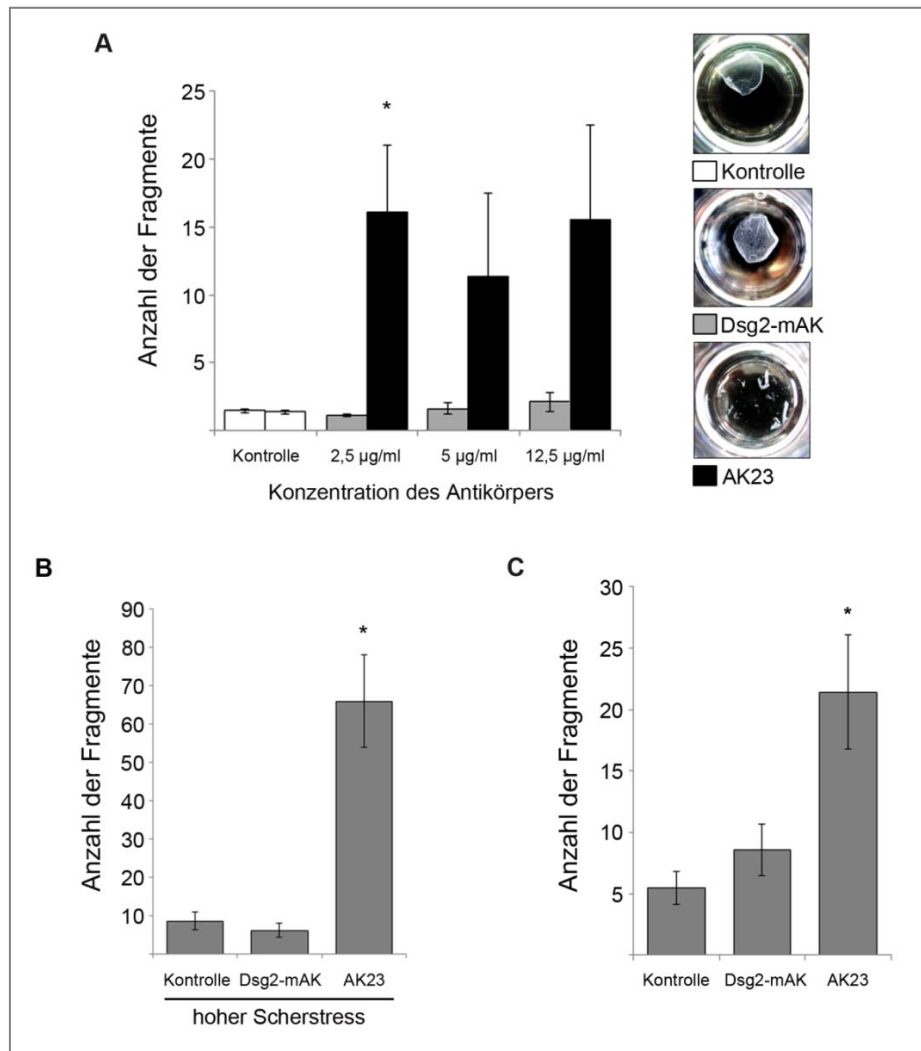 A
Anzahl der Fragmente
25
20
15
10
5
*
Kontrolle
2,5 µg/ml
5 µg/ml
12,5 µg/ml
Konzentration des Antikörpers
Kontrolle
Dsg2-mAK
AK23
B
Anzahl der Fragmente
90
80
70
60
50
40
30
20
10
*
Kontrolle
Dsg2-mAK
AK23
hoher Scherstress
C
Anzahl der Fragmente
30
25
20
15
10
5
*
Kontrolle
Dsg2-mAK
AK23